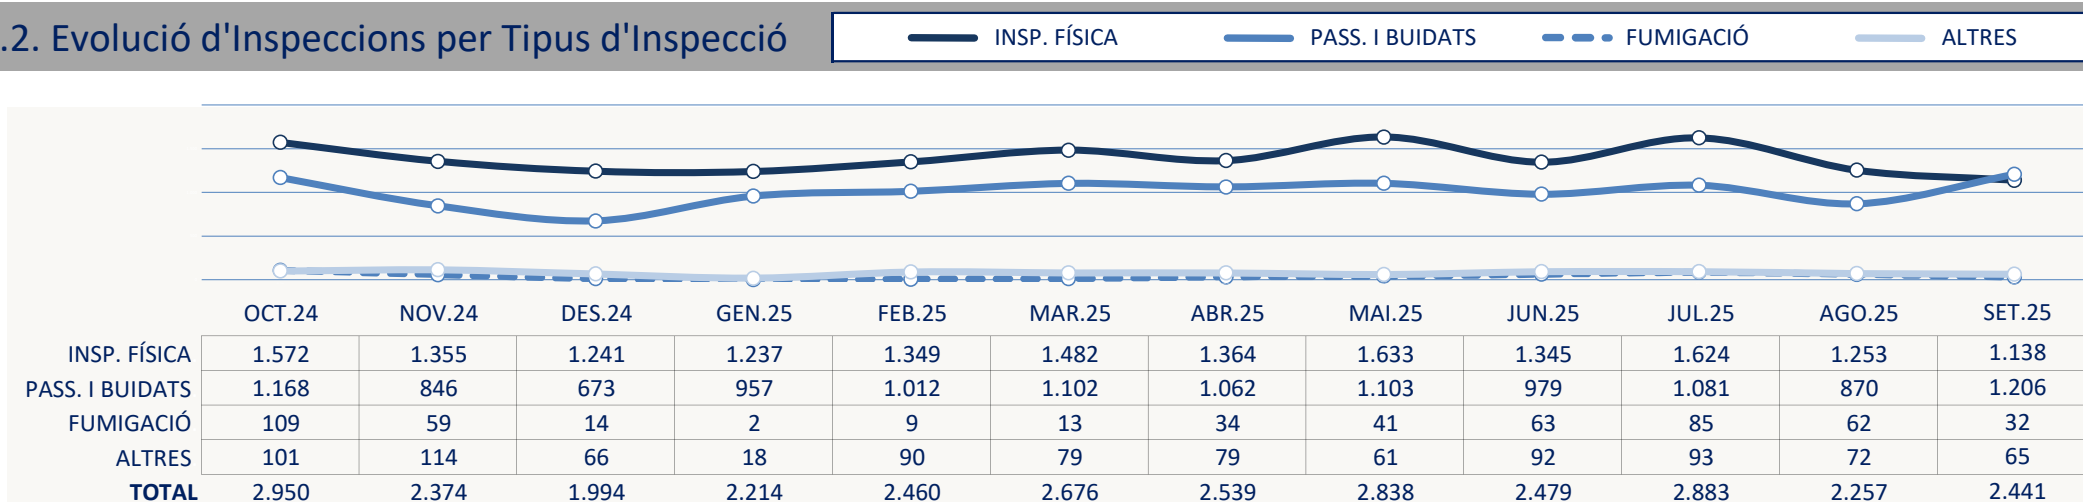 .2. Evolució d'Inspeccions per Tipus d'Inspecció
INSP. FÍSICA PASS. I BUIDATS FUMIGACIÓ ALTRES
OCT.24 NOV.24 DES.24 GEN.25 FEB.25 MAR.25 ABR.25 MAI.25 JUN.25 JUL.25 AGO.25 SET.25
INSP. FÍSICA 1.572 1.355 1.241 1.237 1.349 1.482 1.364 1.633 1.345 1.624 1.253 1.138
PASS. I BUIDATS 1.168 846 673 957 1.012 1.102 1.062 1.103 979 1.081 870 1.206
FUMIGACIÓ 109 59 14 2 9 13 34 41 63 85 62 32
ALTRES 101 114 66 18 90 79 79 61 92 93 72 65
TOTAL 2.950 2.374 1.994 2.214 2.460 2.676 2.539 2.838 2.479 2.883 2.257 2.441